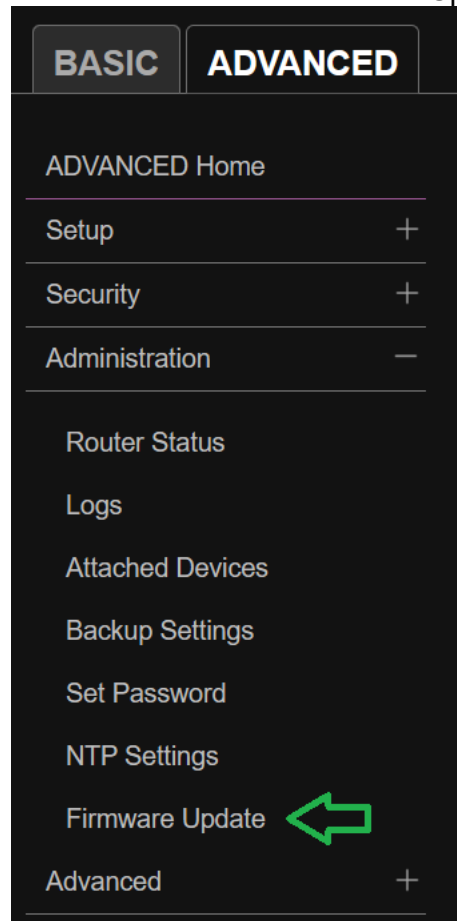 BASIC ADVANCED
ADVANCED Home
Setup +
Security +
Administration −
Router Status
Logs
Attached Devices
Backup Settings
Set Password
NTP Settings
Firmware Update
Advanced +